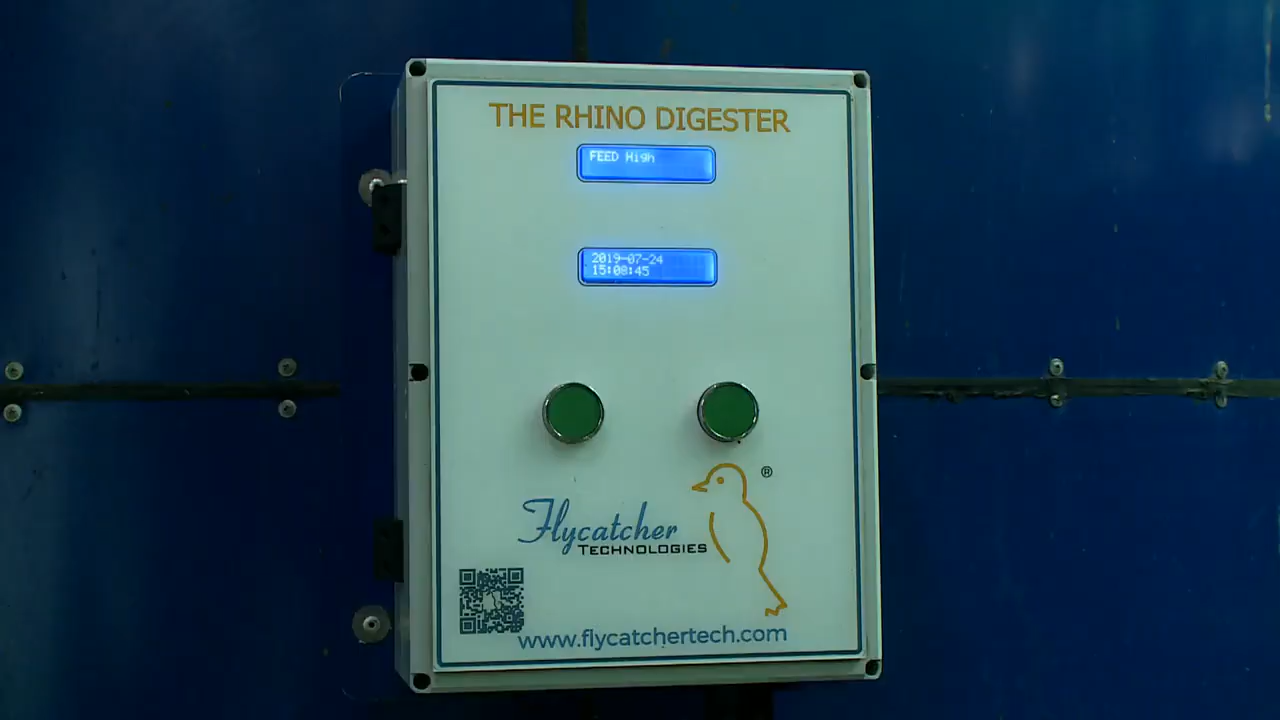 THE RHINO DIGESTER
FEED High
2019-07-24
15:08:45
®
Flycatcher
TECHNOLOGIES
www.flycatchertech.com